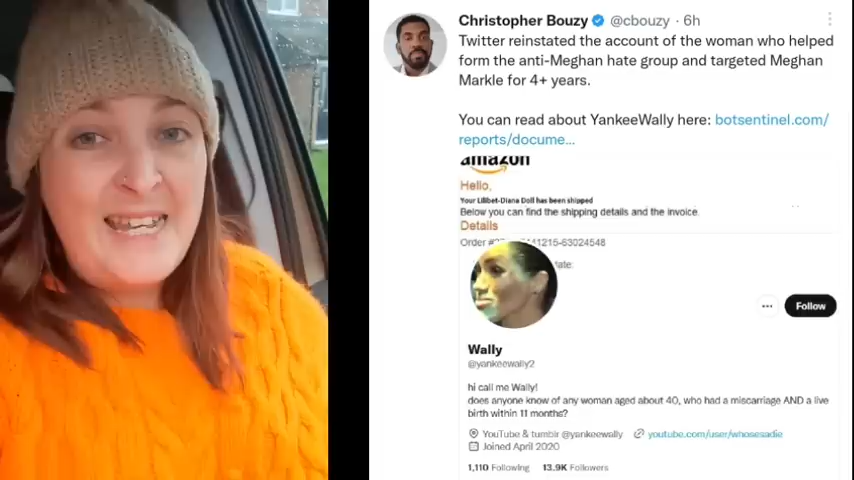 Christopher Bouzy @cbouzy · 6h
Twitter reinstated the account of the woman who helped
form the anti-Meghan hate group and targeted Meghan
Markle for 4+ years.
You can read about YankeeWally here: botsentinel.com/
reports/docume...
amazon
Hello,
Your Lilibet-Diana Doll has been shipped
Below you can find the shipping details and the invoice.
Details
Order #
1215-63024548
Follow
Wally
@yankeewally2
hi call me Wally!
does anyone know of any woman aged about 40, who had a miscarriage AND a live
birth within 11 months?
YouTube & tumblr @yankeewally youtube.com/user/whosesadie
Joined April 2020
1,110 Following 13.9K Followers